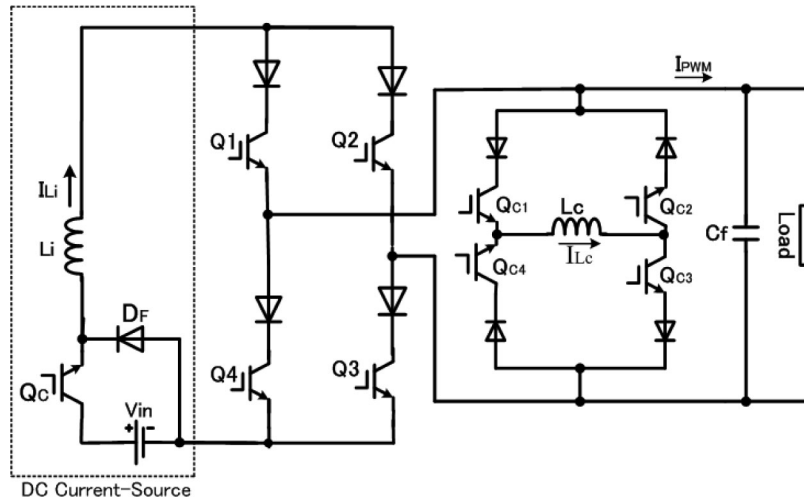 IPWM
Q1
Q2
ILi
Li
QC1
Lc
QC2
ILc
QC4
QC3
Cf
Load
DF
Qc
Q4
Q3
Vin
+
-
DC Current-Source